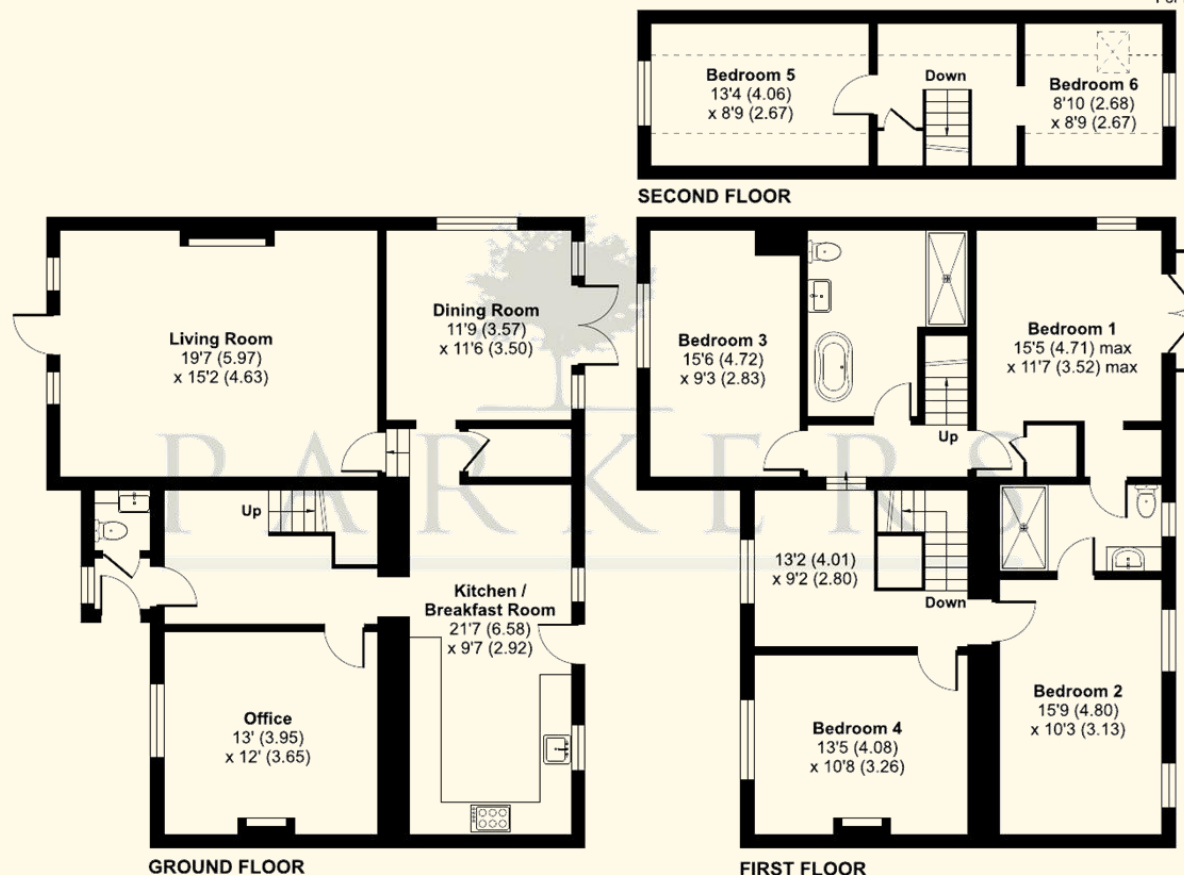 Bedroom 5
13'4 (4.06)
x 8'9 (2.67)
Down
Bedroom 6
8'10 (2.68)
x 8'9 (2.67)
SECOND FLOOR
Living Room
19'7 (5.97)
x 15'2 (4.63)
Dining Room
11'9 (3.57)
x 11'6 (3.50)
Up
Kitchen /
Breakfast Room
21'7 (6.58)
x 9'7 (2.92)
Office
13' (3.95)
x 12' (3.65)
GROUND FLOOR
Bedroom 3
15'6 (4.72)
x 9'3 (2.83)
Bedroom 1
15'5 (4.71) max
x 11'7 (3.52) max
Up
13'2 (4.01)
x 9'2 (2.80)
Down
Bedroom 2
15'9 (4.80)
x 10'3 (3.13)
Bedroom 4
13'5 (4.08)
x 10'8 (3.26)
FIRST FLOOR
PARKERS